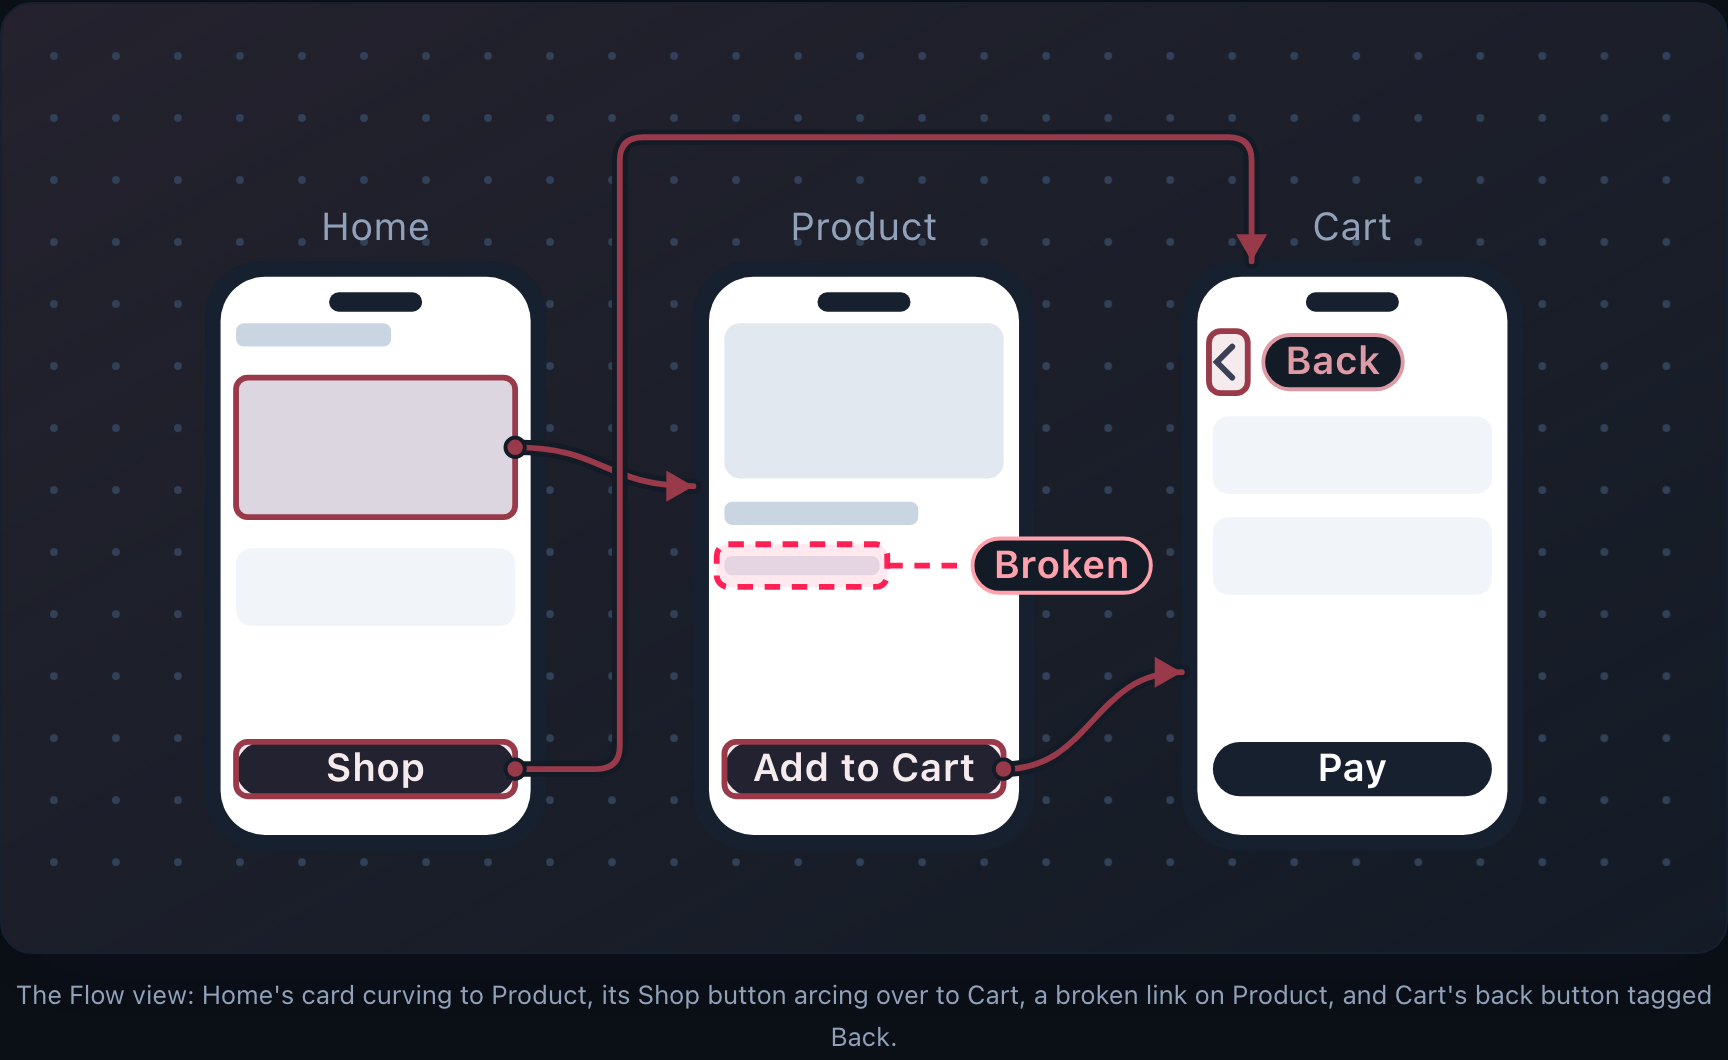 Home
Product
Cart
Back
Broken
Shop
Add to Cart
Pay
The Flow view: Home's card curving to Product, its Shop button arcing over to Cart, a broken link on Product, and Cart's back button tagged
Back.